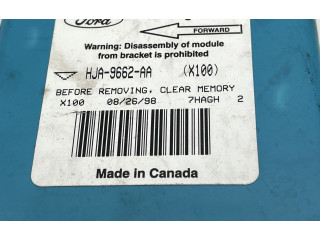 Ford
FORWARD
Warning: Disassembly of module
from bracket is prohibited
HJA-9662-AA (X100)
BEFORE REMOVING, CLEAR MEMORY
X100 08/26/98 7HAGH 2
Made in Canada